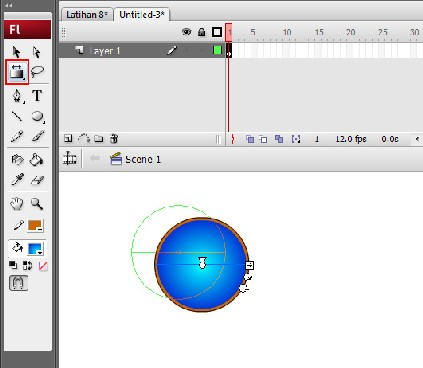 Latihan 8* Untitled-3*
Fl
1 5 10 15 20 25 30
Layer 1
T
1 12.0 fps 0.0s
Scene 1